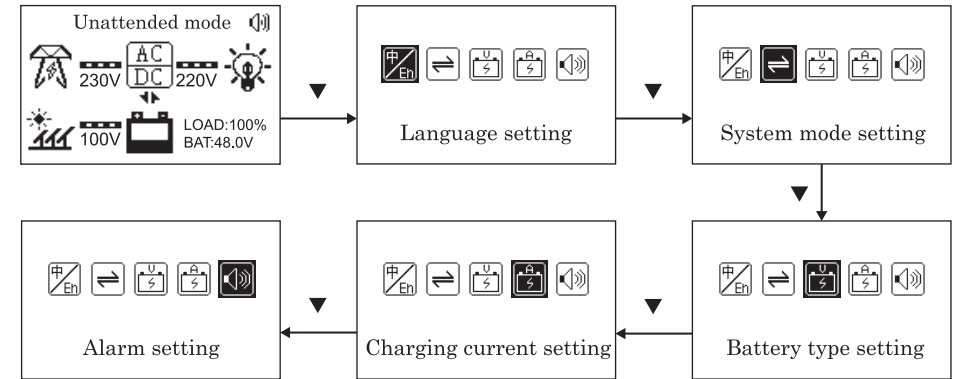 Unattended mode
AC
230V DC 220V
100V LOAD:100%
BAT:48.0V
中/Eh V A
Language setting
中/Eh V A
System mode setting
中/Eh V A
Alarm setting
中/Eh V A
Charging current setting
中/Eh V A
Battery type setting